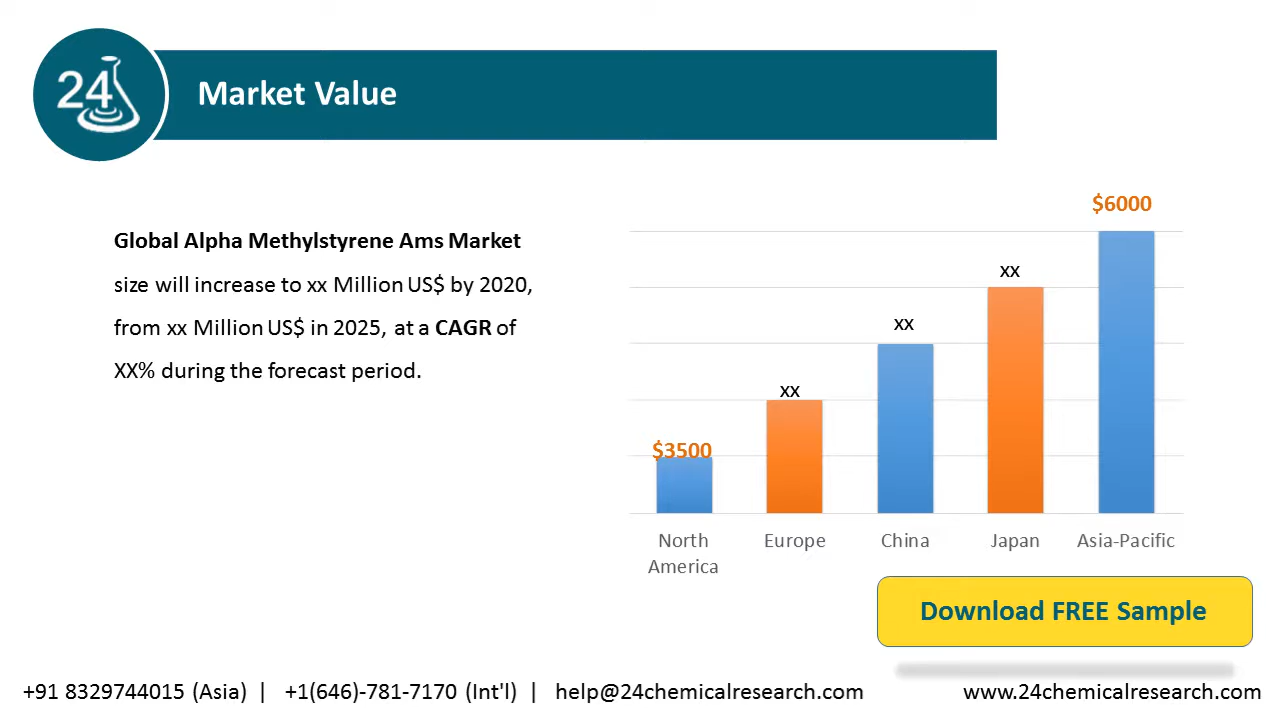 24
Market Value
Global Alpha Methylstyrene Ams Market
size will increase to xx Million US$ by 2020,
from xx Million US$ in 2025, at a CAGR of
XX% during the forecast period.
$3500
xx
xx
xx
$6000
North
America
Europe
China
Japan
Asia-Pacific
Download FREE Sample
+91 8329744015 (Asia) | +1(646)-781-7170 (Int'l) | help@24chemicalresearch.com
www.24chemicalresearch.com